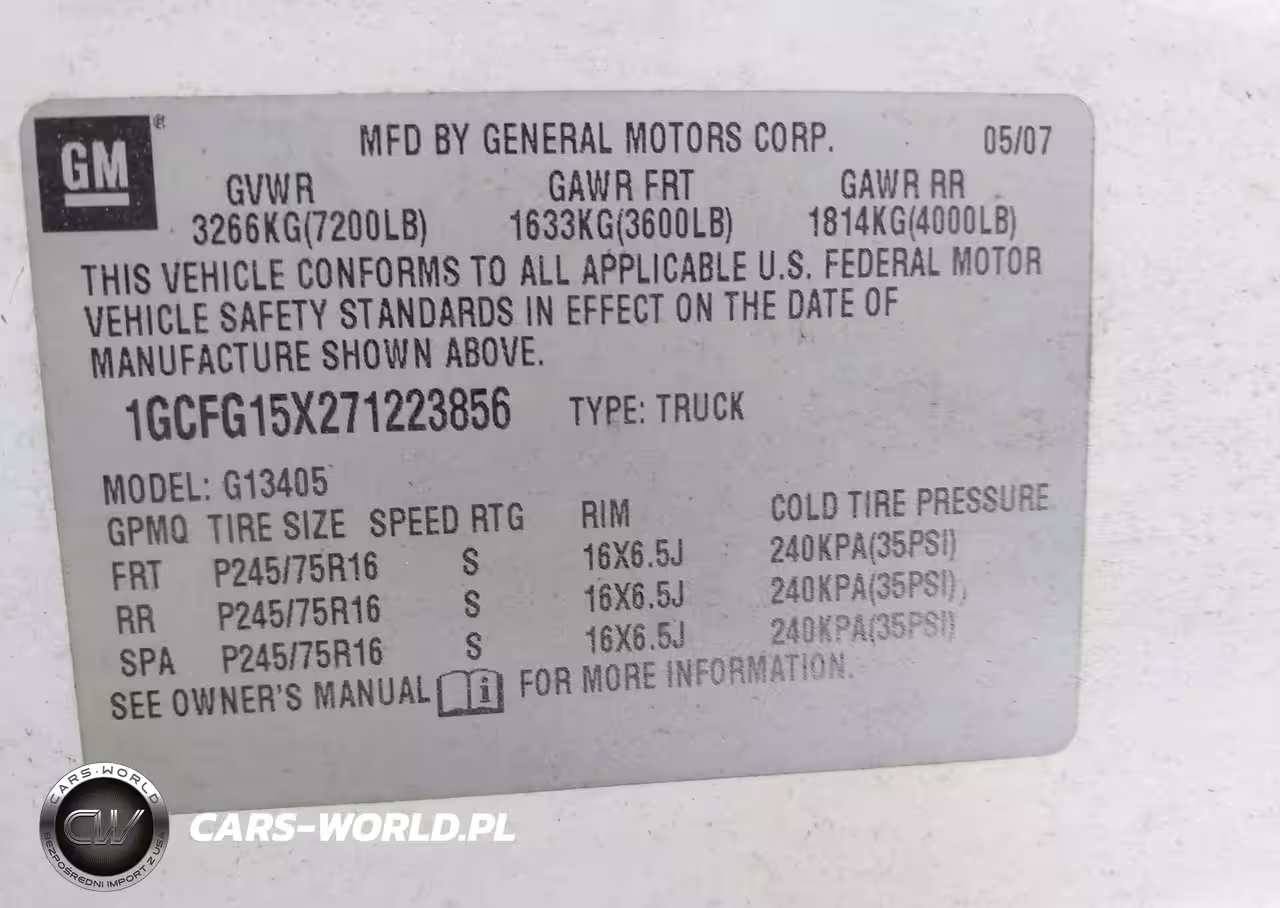 GM®
MFD BY GENERAL MOTORS CORP. 05/07
GVWR GAWR FRT GAWR RR
3266KG(7200LB) 1633KG(3600LB) 1814KG(4000LB)
THIS VEHICLE CONFORMS TO ALL APPLICABLE U.S. FEDERAL MOTOR
VEHICLE SAFETY STANDARDS IN EFFECT ON THE DATE OF
MANUFACTURE SHOWN ABOVE.
1GCFG15X271223856 TYPE: TRUCK
MODEL: G13405
GPMQ TIRE SIZE SPEED RTG RIM COLD TIRE PRESSURE
FRT P245/75R16 S 16X6.5J 240KPA(35PSI)
RR P245/75R16 S 16X6.5J 240KPA(35PSI)
SPA P245/75R16 S 16X6.5J 240KPA(35PSI)
SEE OWNER'S MANUAL i FOR MORE INFORMATION.
CARS-WORLD
CW
BEZPOŚREDNI IMPORT Z USA
CARS-WORLD.PL